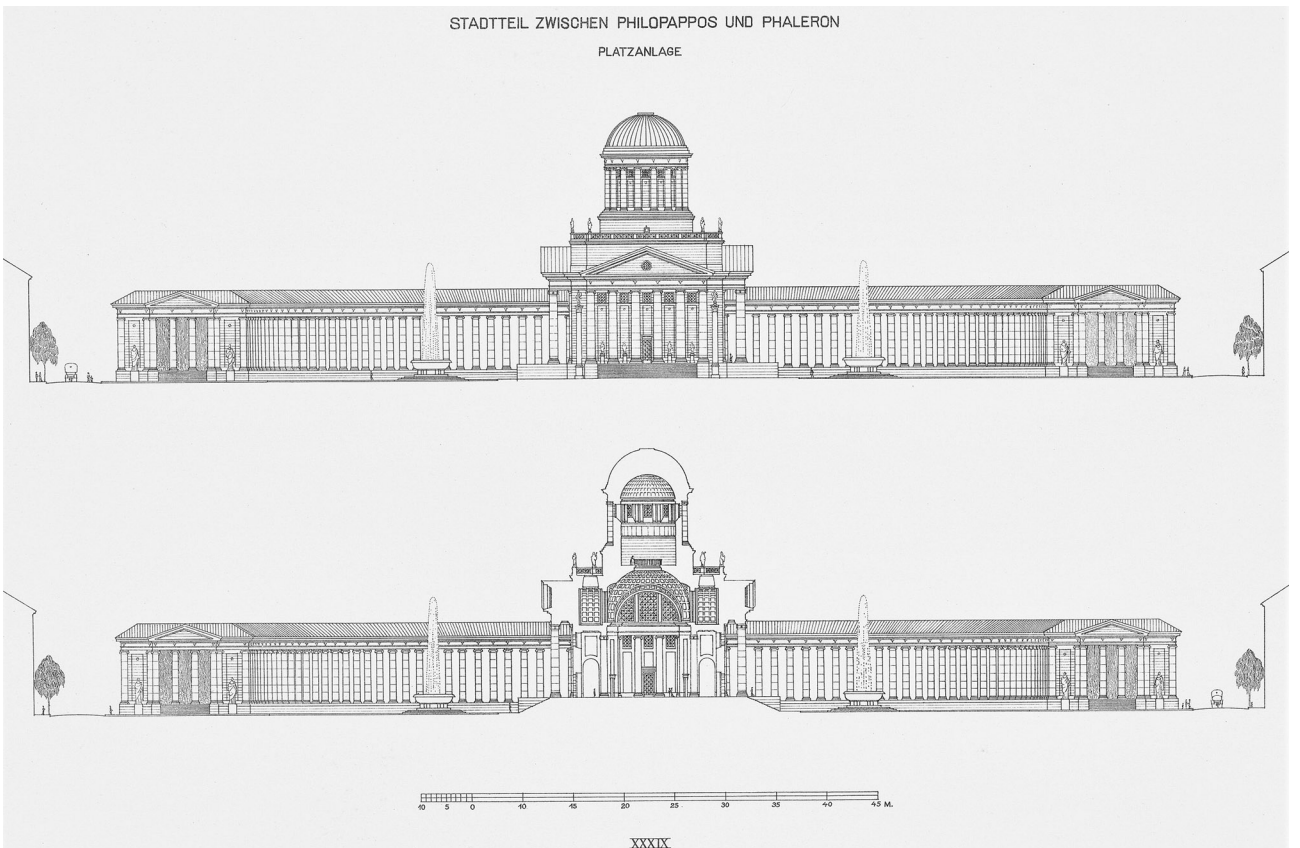 STADTTEIL ZWISCHEN PHILOPAPPOS UND PHALERON
PLATZANLAGE
10 5 0 10 15 20 25 30 35 40 45 M.
XXXIX.